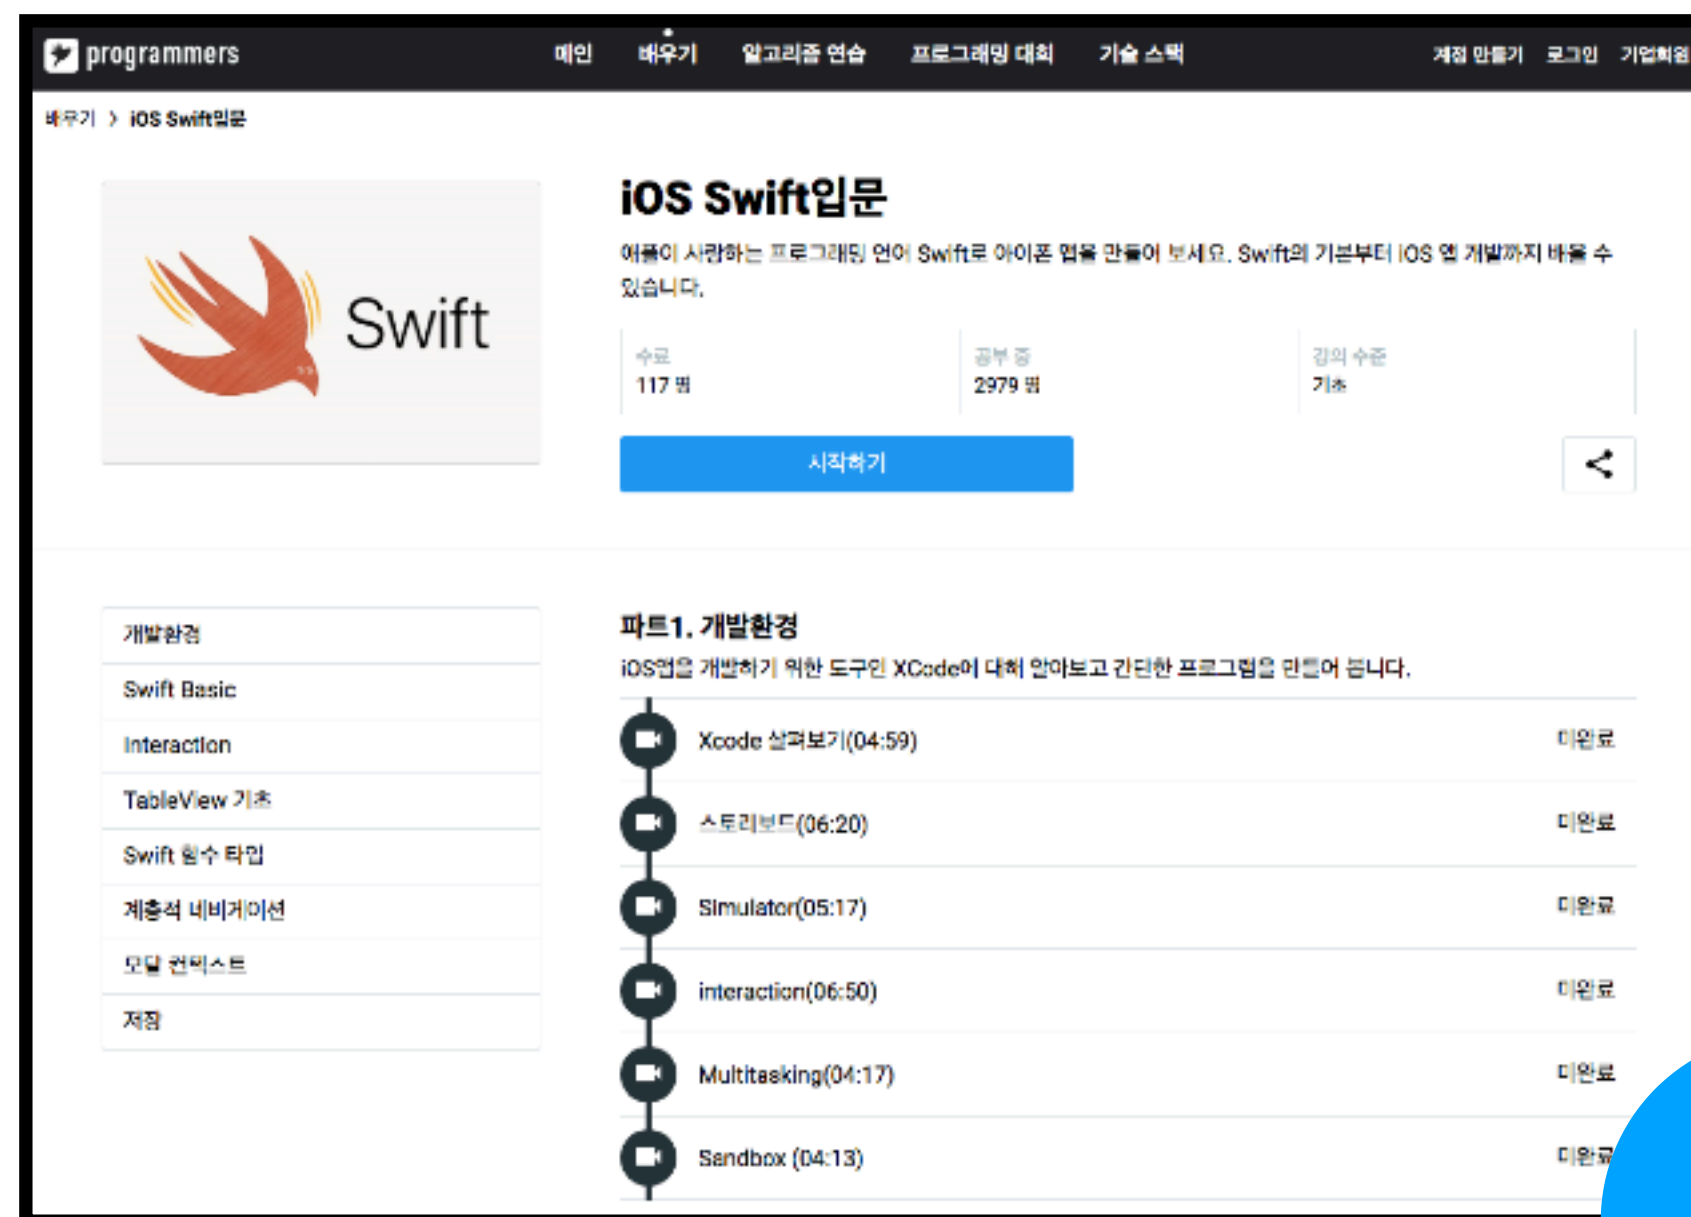 programmers
메인 배우기 알고리즘 연습 프로그래밍 대회 기술 스택 계정 만들기 로그인 기업회원
배우기 > iOS Swift입문
Swift
iOS Swift입문
애플이 사랑하는 프로그래밍 언어 Swift로 아이폰 앱을 만들어 보세요. Swift의 기본부터 iOS 앱 개발까지 배울 수
있습니다.
수료 공부 중 강의 수준
117 명 2979 명 기초
시작하기
개발환경
Swift Basic
Interaction
TableView 기초
Swift 함수 타입
계층적 네비게이션
모달 컨텍스트
저장
파트1. 개발환경
iOS앱을 개발하기 위한 도구인 XCode에 대해 알아보고 간단한 프로그램을 만들어 봅니다.
Xcode 살펴보기(04:59) 미완료
스토리보드(06:20) 미완료
Simulator(05:17) 미완료
interaction(06:50) 미완료
Multitasking(04:17) 미완료
Sandbox (04:13) 미완료